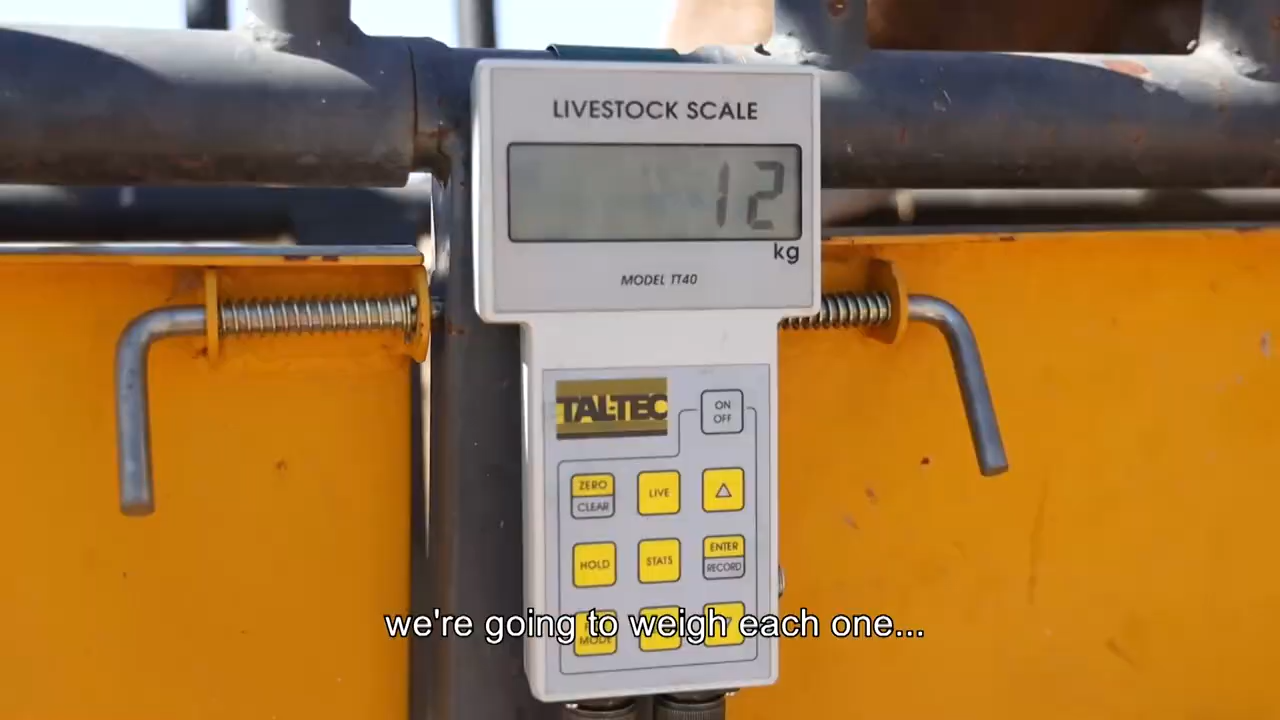 LIVESTOCK SCALE
12
kg
MODEL TT40
TAL-TEC
ON
OFF
ZERO
CLEAR
LIVE
HOLD
STATS
ENTER
RECORD
MODE
we're going to weigh each one...